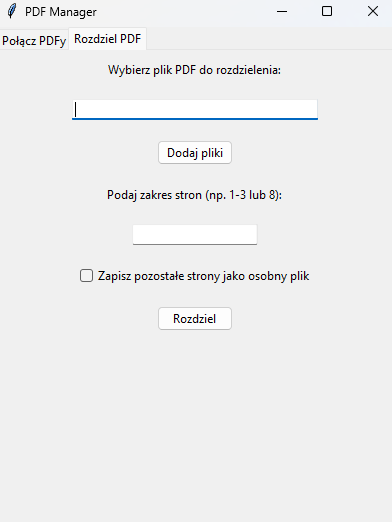 PDF Manager
Połącz PDFy Rozdziel PDF
Wybierz plik PDF do rozdzielenia:
Dodaj pliki
Podaj zakres stron (np. 1-3 lub 8):
Zapisz pozostałe strony jako osobny plik
Rozdziel